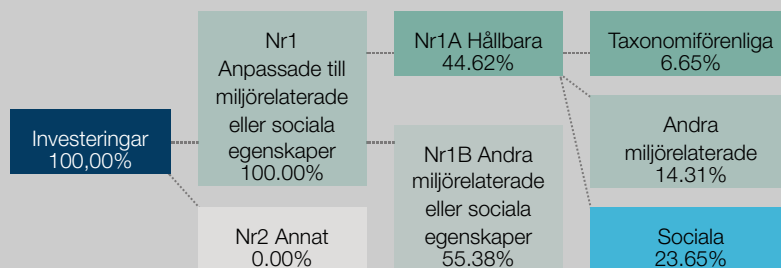 Investeringar
100,00%
Nr1
Anpassade till
miljörelaterade
eller sociala
egenskaper
100.00%
Nr2 Annat
0.00%
Nr1A Hållbara
44.62%
Nr1B Andra
miljörelaterade
eller sociala
egenskaper
55.38%
Taxonomiförenliga
6.65%
Andra
miljörelaterade
14.31%
Sociala
23.65%